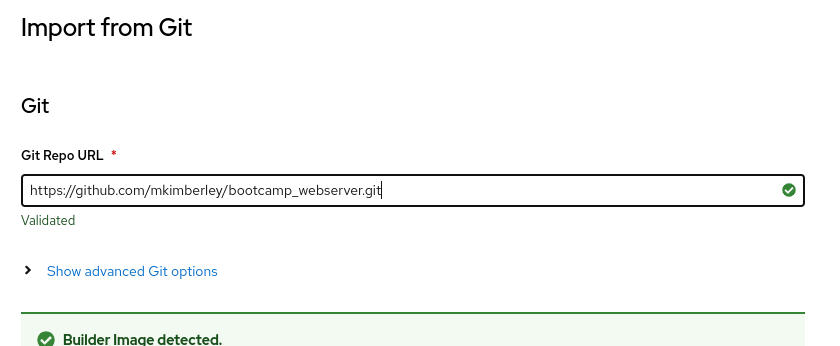 Import from Git
Git
Git Repo URL *
https://github.com/mkimberley/bootcamp_webserver.git
Validated
Show advanced Git options
Builder Image detected.